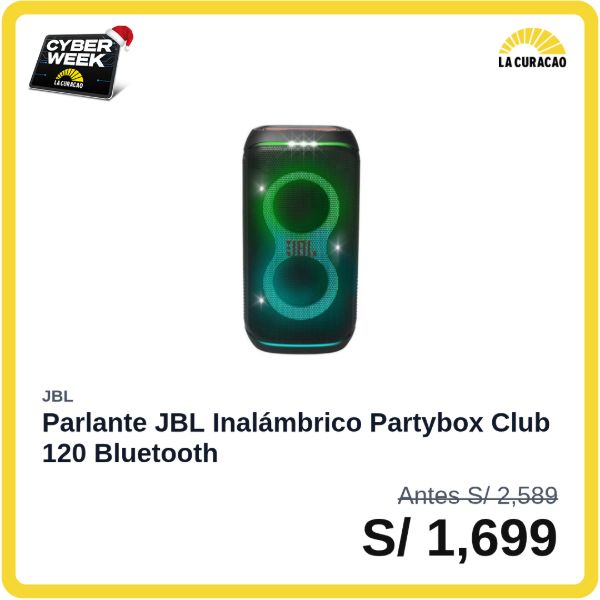 CYBER
WEEK
LA CURACAO
LA CURACAO
JBL
JBL
Parlante JBL Inalámbrico Partybox Club
120 Bluetooth
Antes S/ 2,589
S/ 1,699